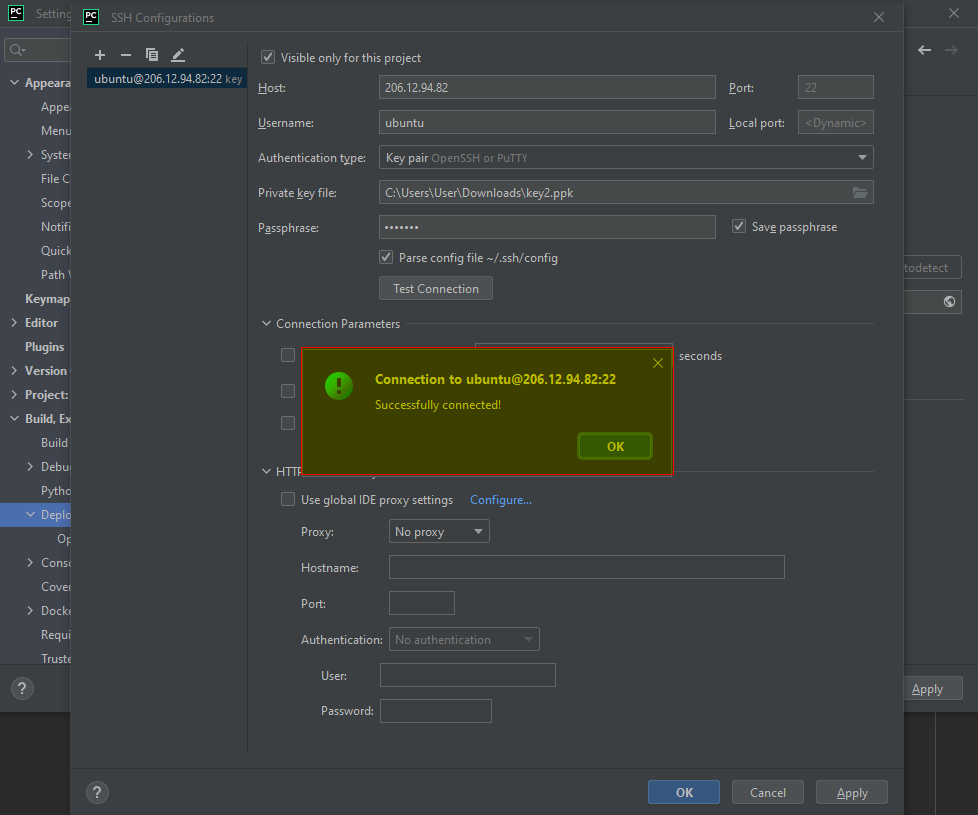 PC Setting
PC SSH Configurations
Appeara
Appea
Menu
Syste
File C
Scope
Notifi
Quick
Path V
Keymap
Editor
Plugins
Version
Project:
Build, Ex
Build
Debug
Pytho
Deplo
Op
Conso
Cover
Docke
Requi
Truste
?
ubuntu@206.12.94.82:22 key
Visible only for this project
Host: 206.12.94.82 Port: 22
Username: ubuntu Local port: <Dynamic>
Authentication type: Key pair OpenSSH or PuTTY
Private key file: C:\Users\User\Downloads\key2.ppk
Passphrase: ••••••• Save passphrase
Parse config file ~/.ssh/config
Test Connection
Connection Parameters
seconds
Connection to ubuntu@206.12.94.82:22
Successfully connected!
OK
HTTP
Use global IDE proxy settings Configure...
Proxy: No proxy
Hostname:
Port:
Authentication: No authentication
User:
Password:
? OK Cancel Apply
todetect
Apply